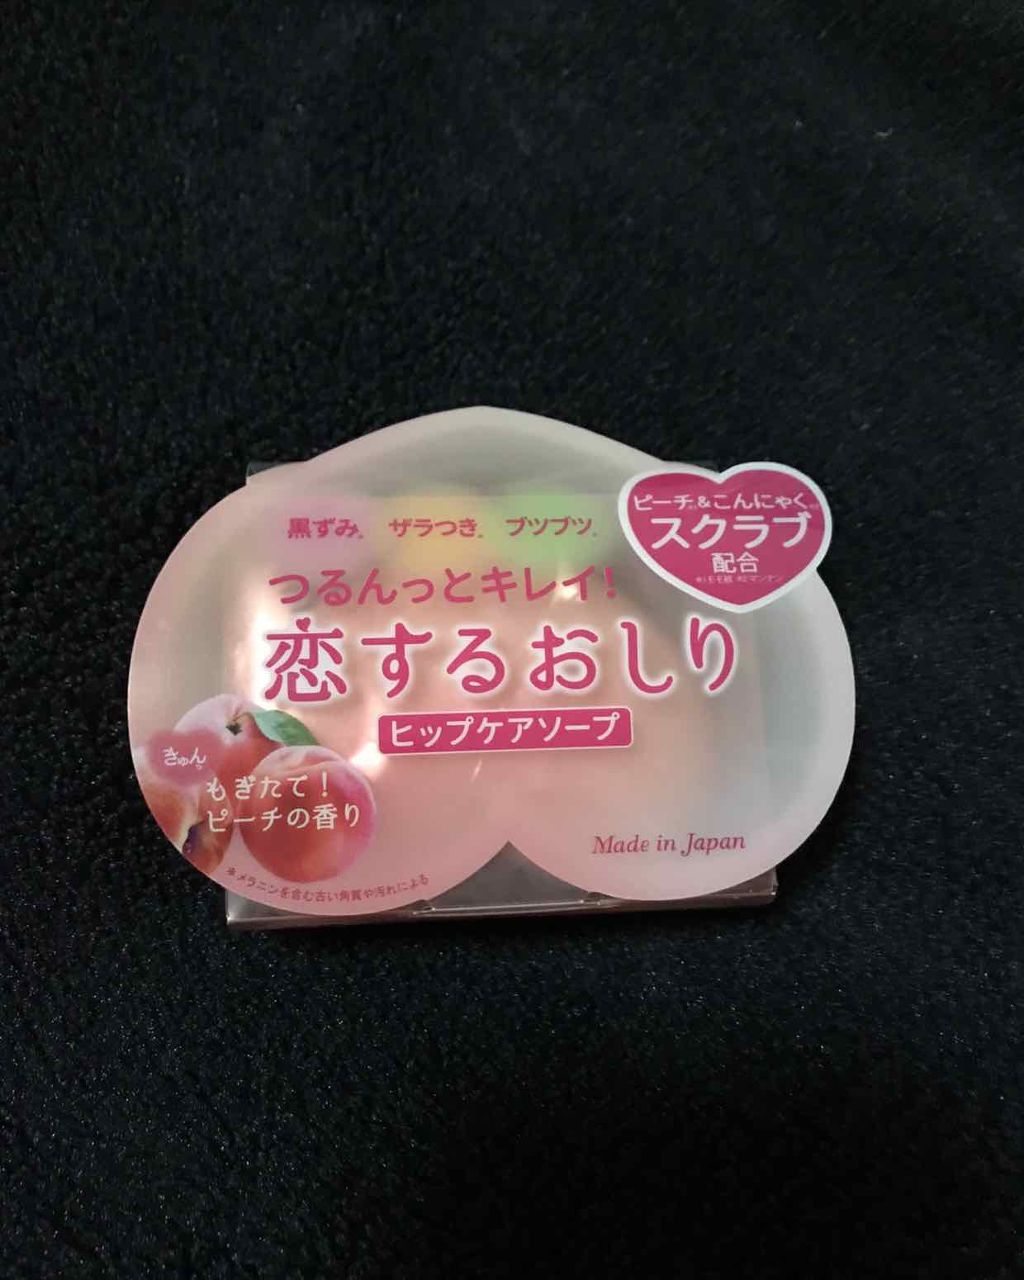 黒ずみ* ザラつき* ブツブツ*
つるんっとキレイ!
恋するおしり
ヒップケアソープ
ピーチ&こんにゃく
スクラブ
配合
きゅん
もぎたて!
ピーチの香り
*メラニンを含む古い角質や汚れによる
Made in Japan